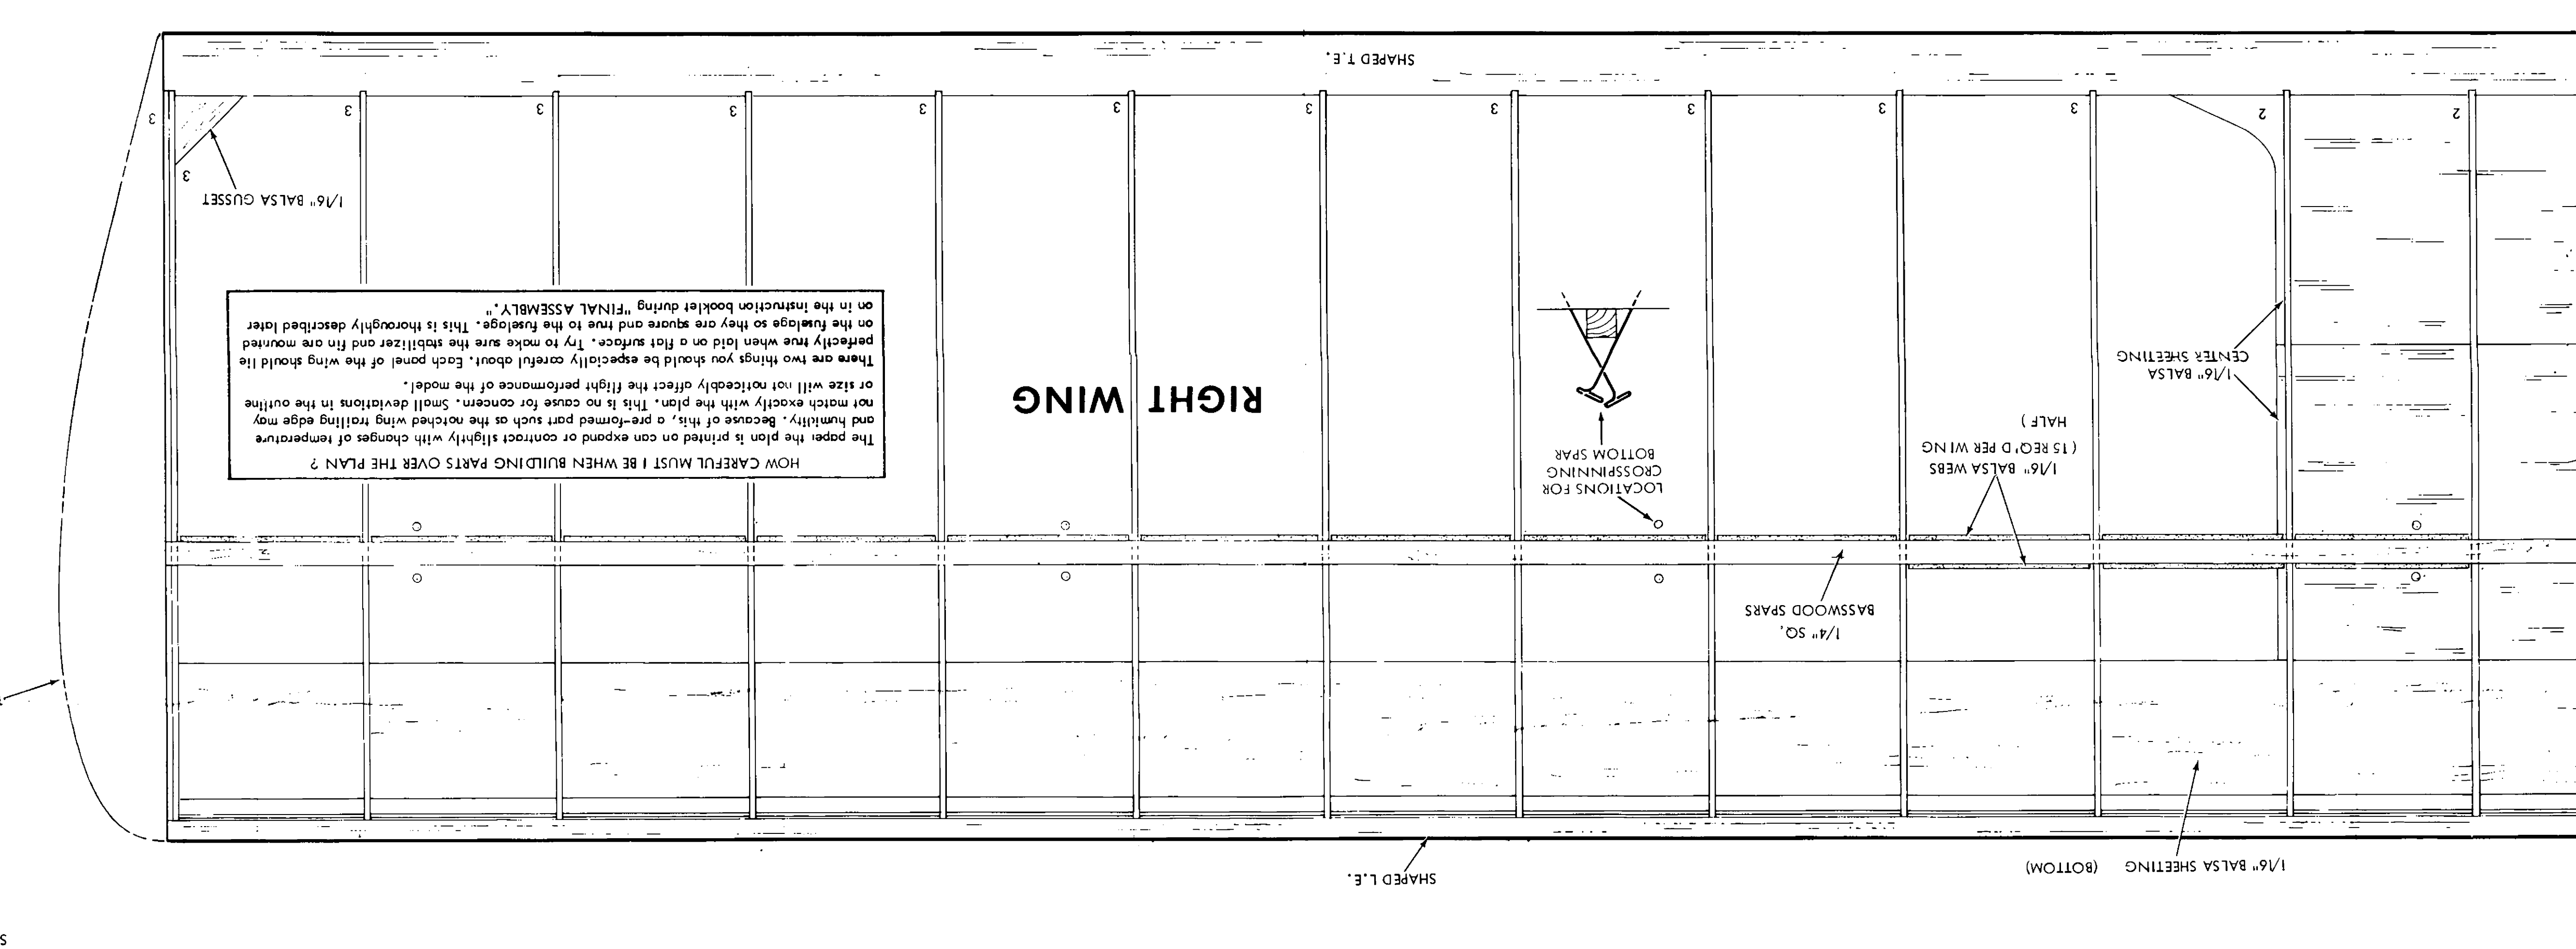 1/16" BALSA SHEETING (BOTTOM)
SHAPED L.E.
1/4" SQ.
BASSWOOD SPARS
1/16" BALSA WEBS
(15 REQ'D PER WING
HALF)
1/16" BALSA
CENTER SHEETING
LOCATIONS FOR
CROSSPINNING
BOTTOM SPAR
RIGHT WING
HOW CAREFUL MUST I BE WHEN BUILDING PARTS OVER THE PLAN ?
The paper the plan is printed on can expand or contract slightly with changes of temperature
and humidity. Because of this, a pre-formed part such as the notched wing trailing edge may
not match exactly with the plan. This is no cause for concern. Small deviations in the outline
or size will not noticeably affect the flight performance of the model.
There are two things you should be especially careful about. Each panel of the wing should lie
perfectly true when laid on a flat surface. Try to make sure the stabilizer and fin are mounted
on the fuselage so they are square and true to the fuselage. This is thoroughly described later
on in the instruction booklet during "FINAL ASSEMBLY."
1/16" BALSA GUSSET
3
2 2 3 3 3 3 3 3 3 3 3 3 3
SHAPED T.E.
S